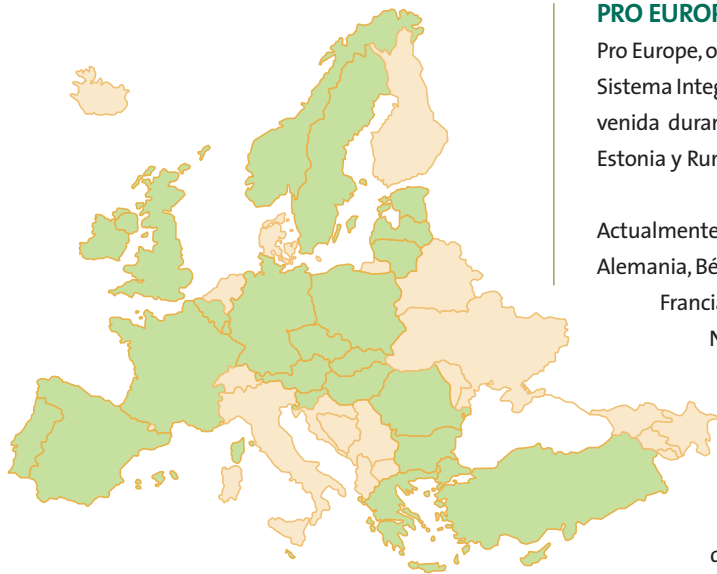 PRO EUROP
Pro Europe, o
Sistema Integ
venida duran
Estonia y Rur
Actualmente
Alemania, Bé
Francia
N
c